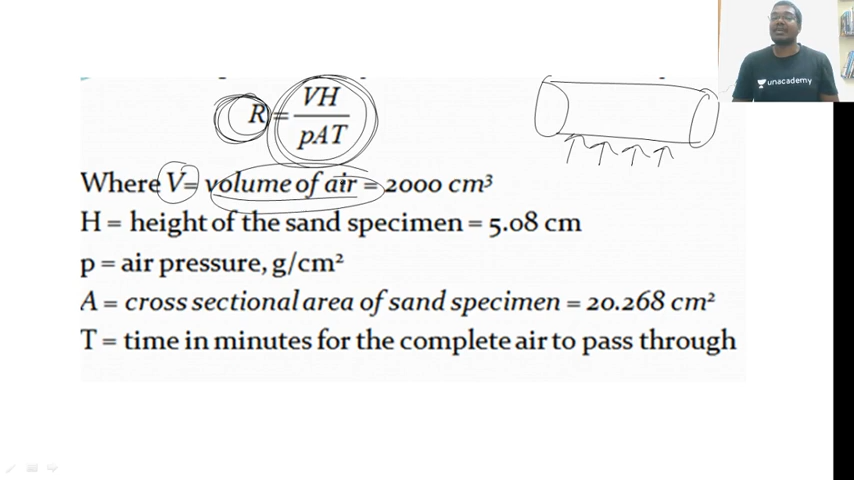 unacademy
R = VH / pAT
Where V= volume of air = 2000 cm³
H = height of the sand specimen = 5.08 cm
p = air pressure, g/cm²
A = cross sectional area of sand specimen = 20.268 cm²
T = time in minutes for the complete air to pass through